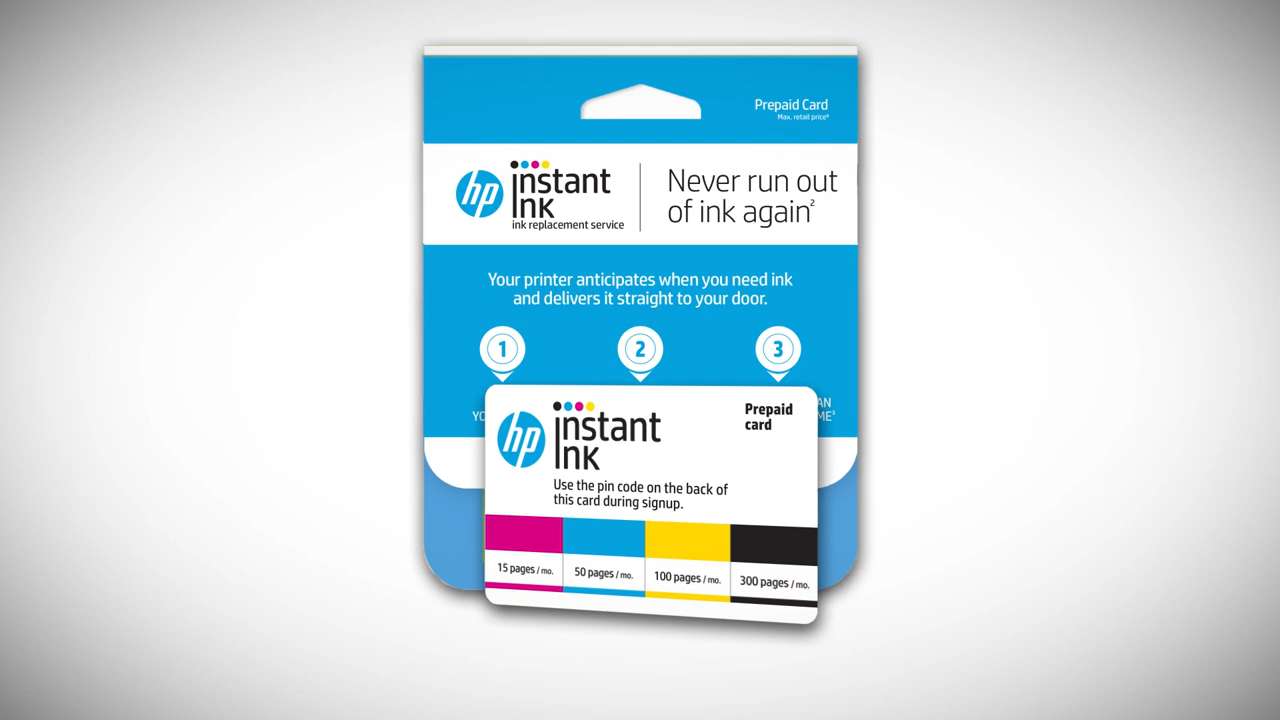 Prepaid Card
Max. retail price⁶
hp instant ink
ink replacement service
Never run out
of ink again²
Your printer anticipates when you need ink
and delivers it straight to your door.
1 2 3
hp instant ink
Prepaid
card
Use the pin code on the back of
this card during signup.
15 pages / mo. 50 pages / mo. 100 pages / mo. 300 pages / mo.